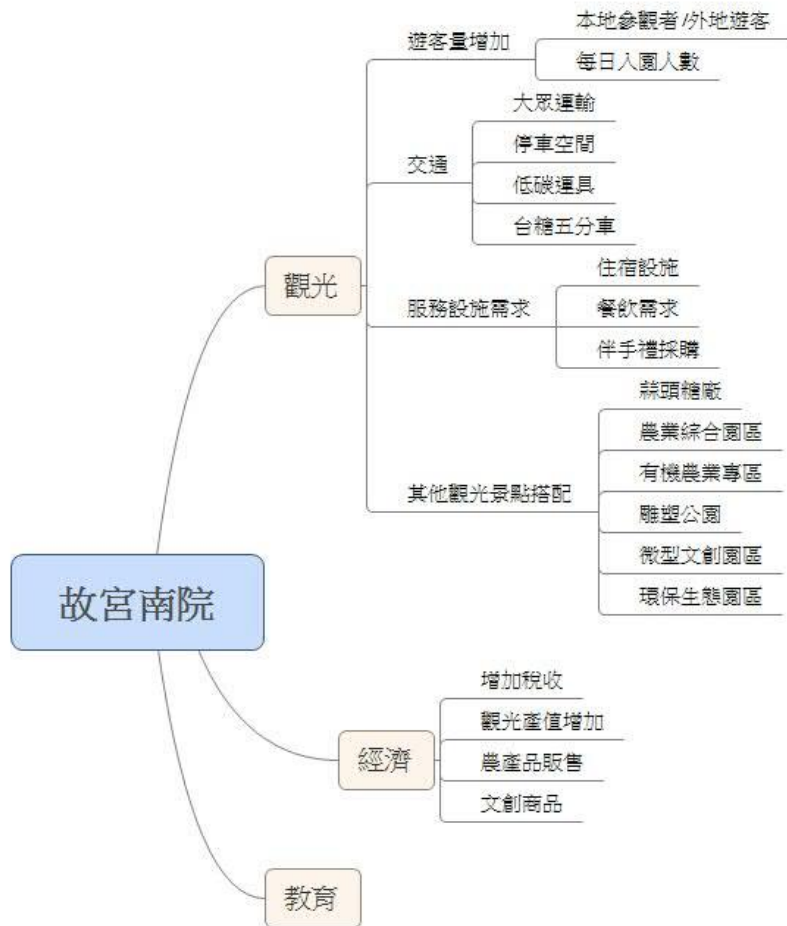 本地參觀者/外地遊客
遊客量增加
每日入園人數
大眾運輸
停車空間
交通
低碳運具
台糖五分車
觀光
住宿設施
服務設施需求
餐飲需求
伴手禮採購
蒜頭糖廠
農業綜合園區
有機農業專區
其他觀光景點搭配
雕塑公園
微型文創園區
環保生態園區
故宮南院
增加稅收
觀光產值增加
經濟
農產品販售
文創商品
教育